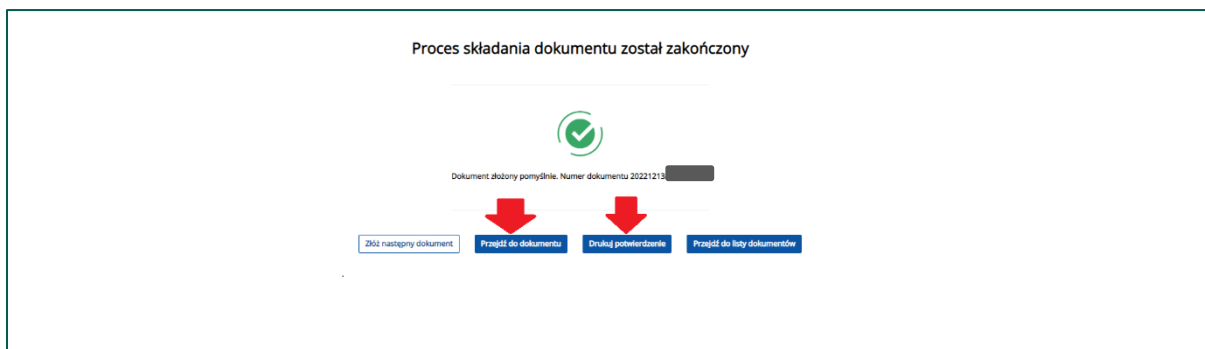 Proces składania dokumentu został zakończony
Dokument złożony pomyślnie. Numer dokumentu 20221213
Złóż następny dokument
Przejdź do dokumentu
Drukuj potwierdzenie
Przejdź do listy dokumentów